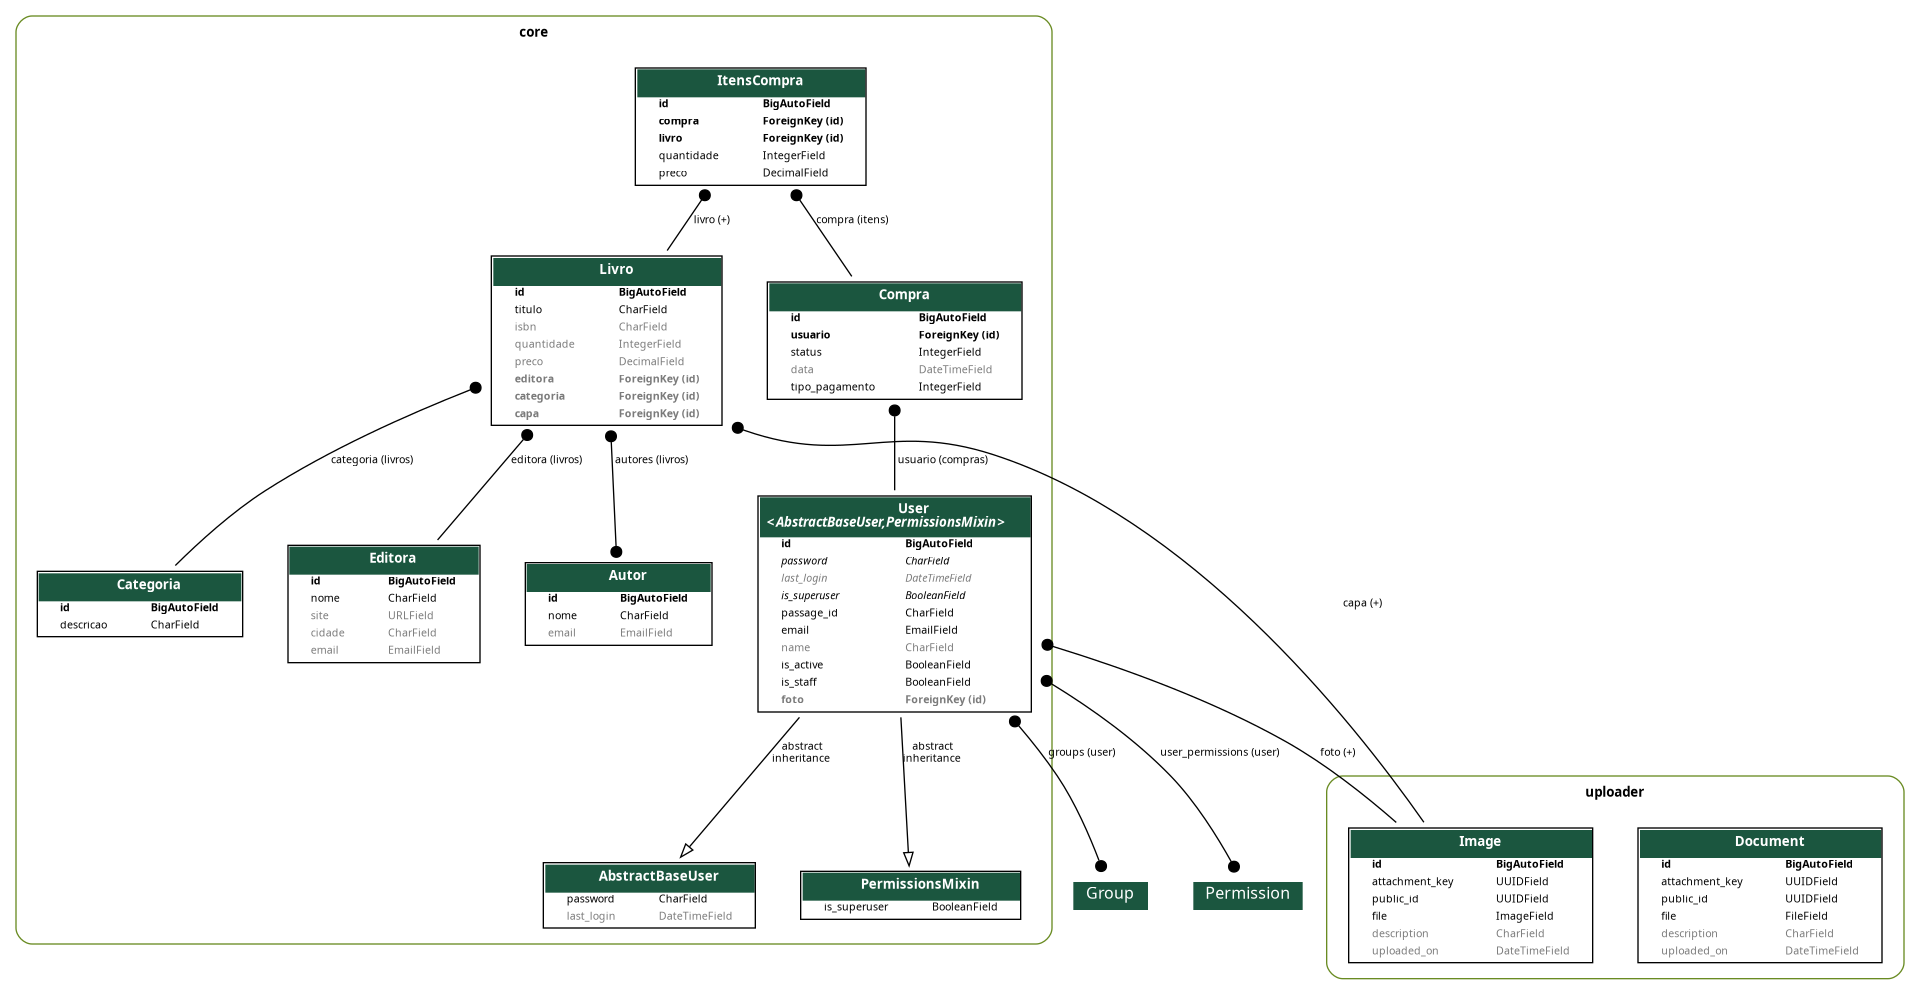 core
ItensCompra
id BigAutoField
compra ForeignKey (id)
livro ForeignKey (id)
quantidade IntegerField
preco DecimalField
livro (+)
compra (itens)
Livro
id BigAutoField
titulo CharField
isbn CharField
quantidade IntegerField
preco DecimalField
editora ForeignKey (id)
categoria ForeignKey (id)
capa ForeignKey (id)
Compra
id BigAutoField
usuario ForeignKey (id)
status IntegerField
data DateTimeField
tipo_pagamento IntegerField
categoria (livros)
editora (livros)
autores (livros)
usuario (compras)
capa (+)
Categoria
id BigAutoField
descricao CharField
Editora
id BigAutoField
nome CharField
site URLField
cidade CharField
email EmailField
Autor
id BigAutoField
nome CharField
email EmailField
User
<AbstractBaseUser,PermissionsMixin>
id BigAutoField
password CharField
last_login DateTimeField
is_superuser BooleanField
passage_id CharField
email EmailField
name CharField
is_active BooleanField
is_staff BooleanField
foto ForeignKey (id)
abstract
inheritance
abstract
inheritance
groups (user)
user_permissions (user)
foto (+)
AbstractBaseUser
password CharField
last_login DateTimeField
PermissionsMixin
is_superuser BooleanField
Group
Permission
uploader
Image
id BigAutoField
attachment_key UUIDField
public_id UUIDField
file ImageField
description CharField
uploaded_on DateTimeField
Document
id BigAutoField
attachment_key UUIDField
public_id UUIDField
file FileField
description CharField
uploaded_on DateTimeField